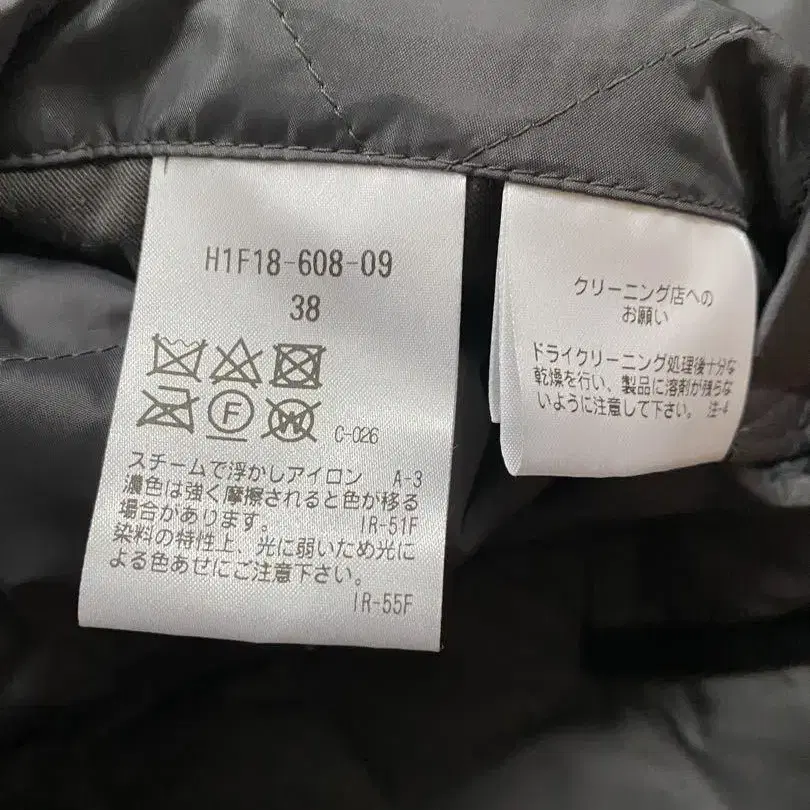 H1F18-608-09
38
F
W
C-026
スチームで浮かしアイロン A-3
濃色は強く摩擦されると色が移る
場合があります。 IR-51F
染料の特性上、光に弱いため光に
よる色あせにご注意下さい。
IR-55F
クリーニング店への
お願い
ドライクリーニング処理後十分な
乾燥を行い、製品に溶剤が残らな
いように注意して下さい。 注-4